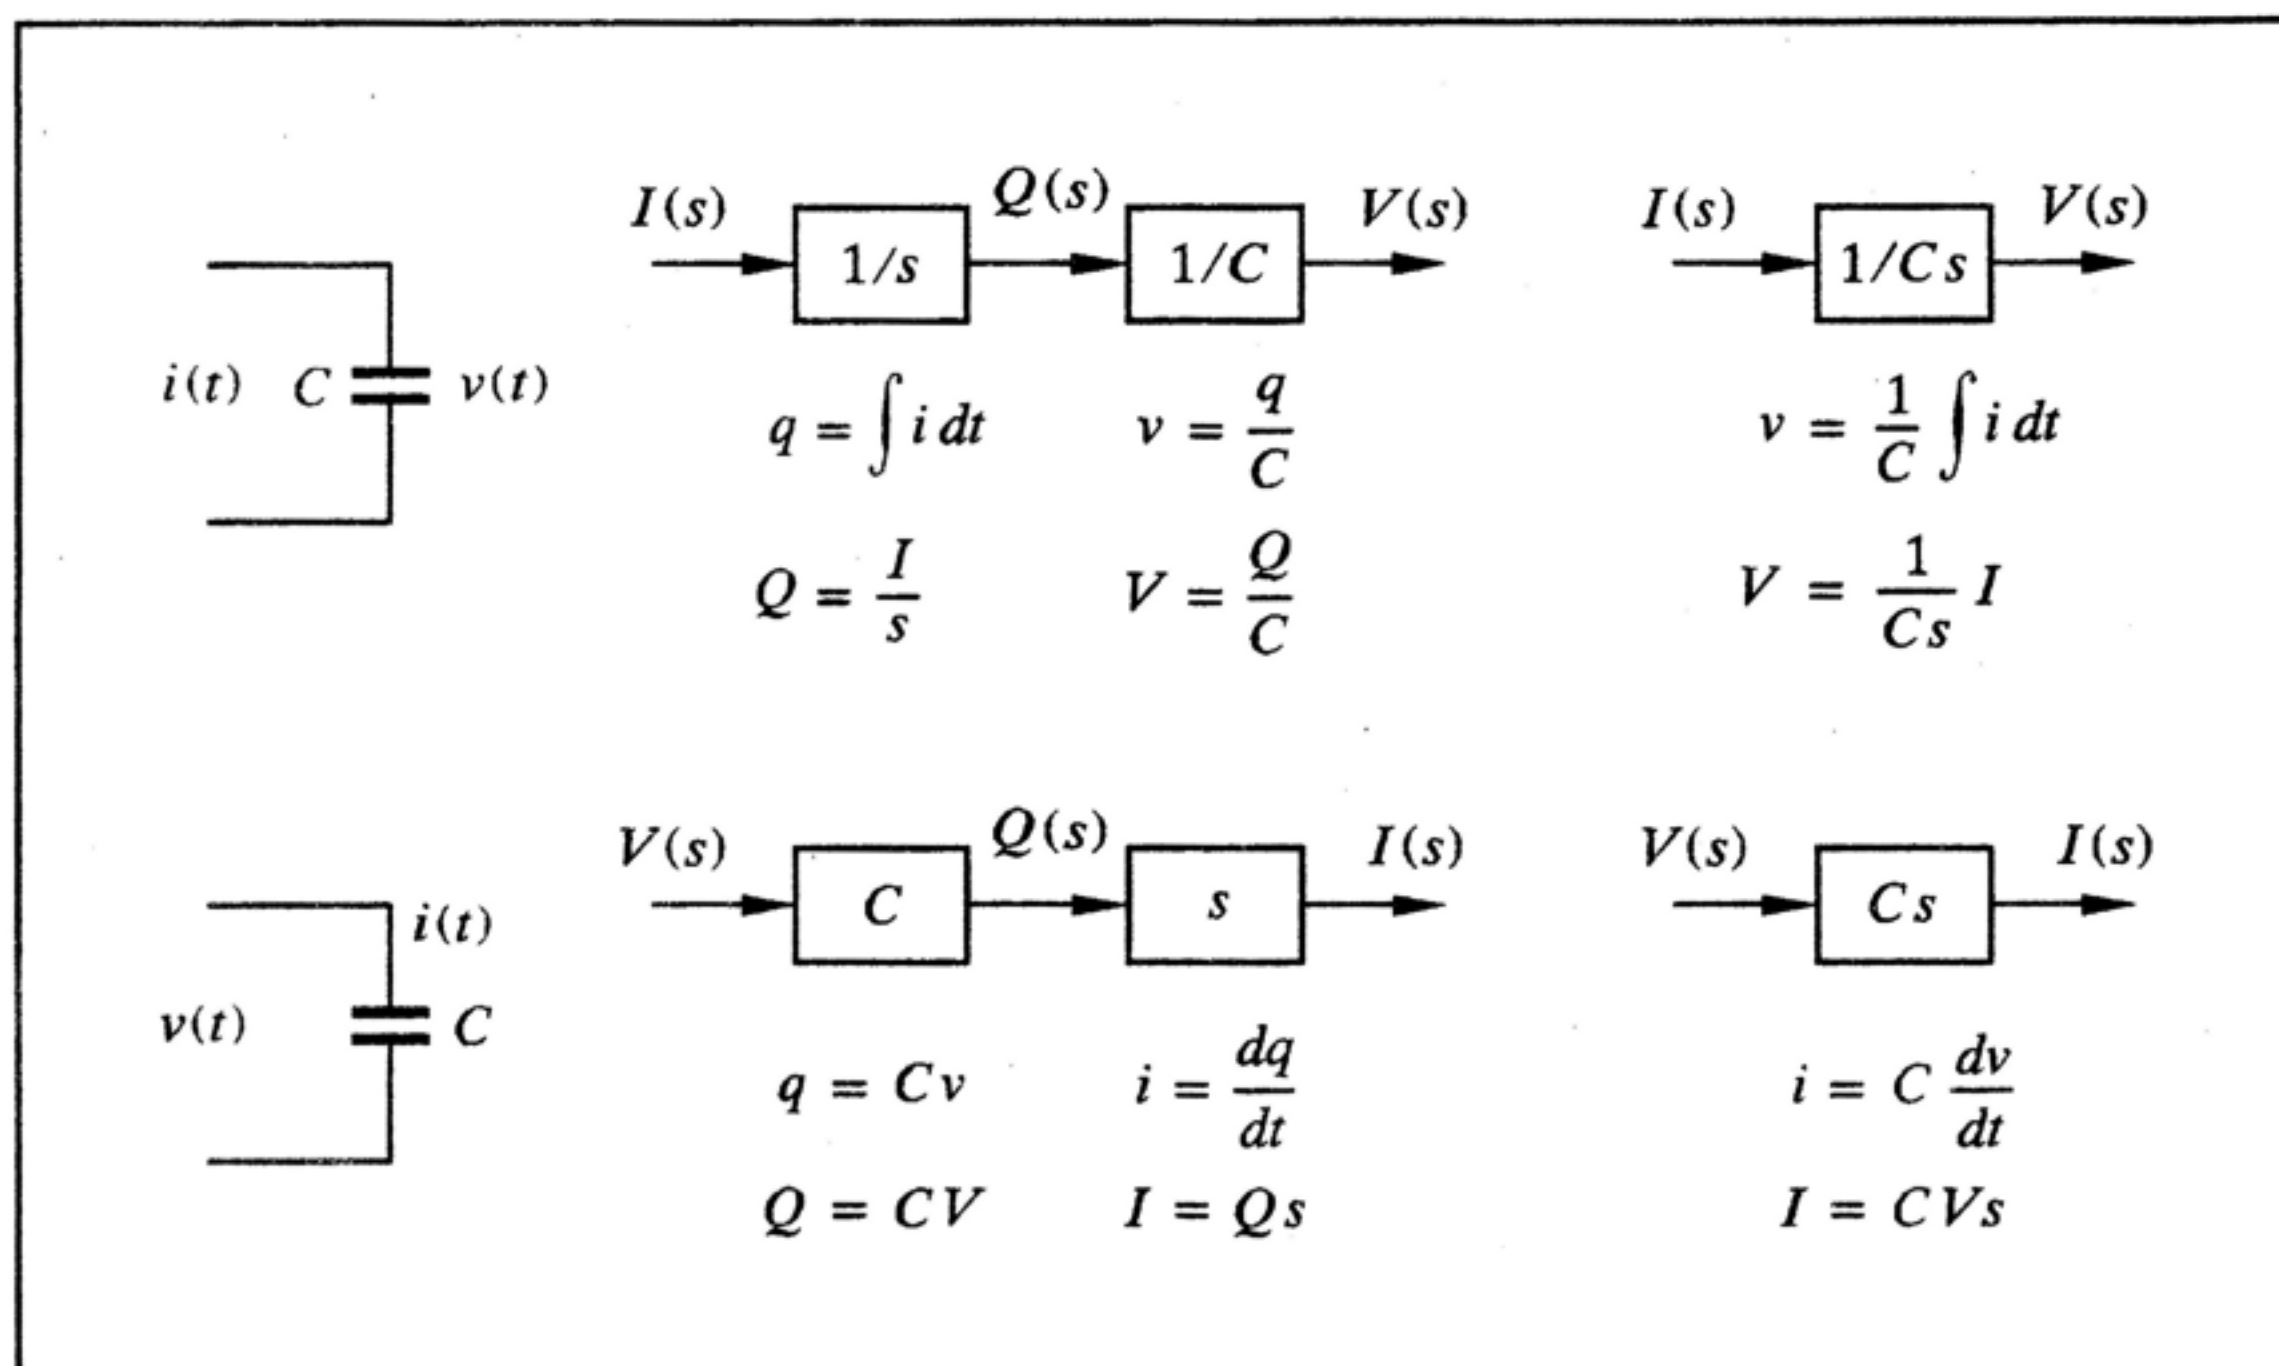 I(s) 1/s Q(s) 1/C V(s) I(s) 1/Cs V(s)
i(t) C v(t)
q = ∫ i dt v = q/C v = 1/C ∫ i dt
Q = I/s V = Q/C V = 1/Cs I
V(s) C Q(s) s I(s) V(s) Cs I(s)
i(t)
v(t) C
q = Cv i = dq/dt i = C dv/dt
Q = CV I = Qs I = CVs